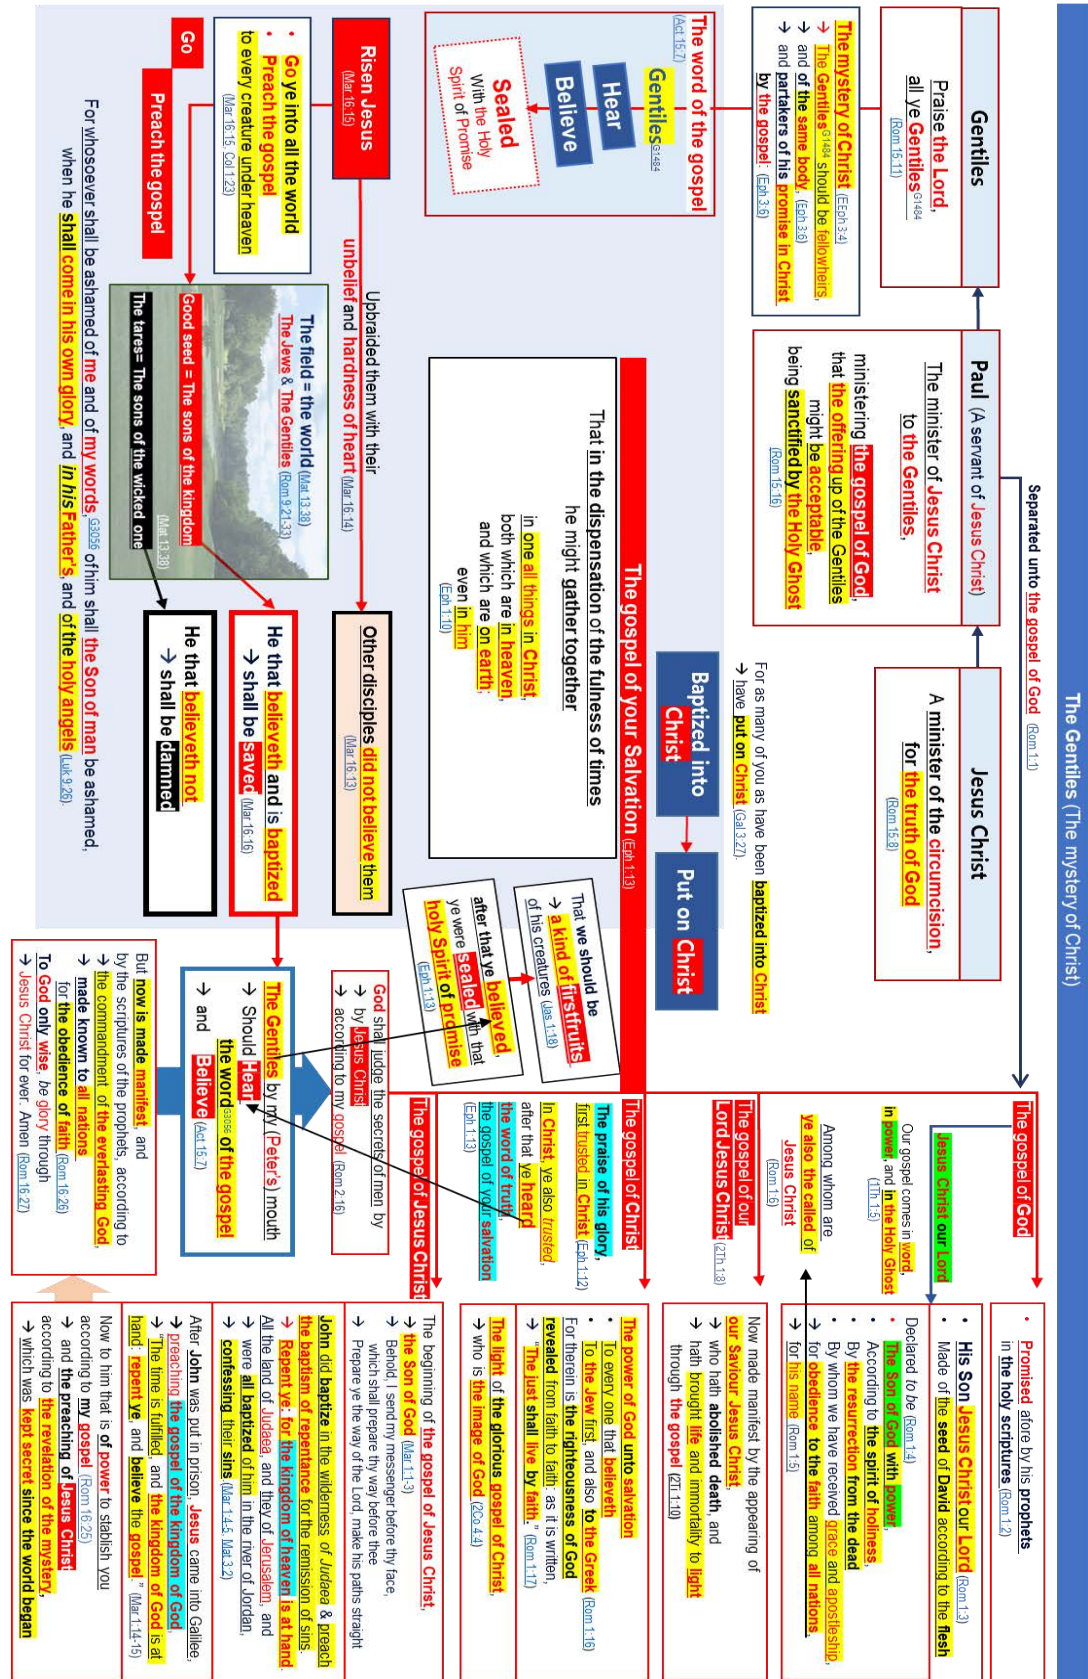 The Gentiles (The mystery of Christ)
Gentiles
Praise the Lord,
all ye Gentiles G1484
(Rom 15:11)
Paul (A servant of Jesus Christ)
The minister of Jesus Christ
to the Gentiles,
ministering the gospel of God,
that the offering up of the Gentiles
might be acceptable,
being sanctified by the Holy Ghost
(Rom 15:16)
Jesus Christ
A minister of the circumcision,
for the truth of God
(Rom 15:8)
Separated unto the gospel of God (Rom 1:1)
The mystery of Christ (EEph 3:4)
→ The Gentiles G1484 should be fellowheirs,
→ and of the same body, (Eph 3:6)
→ and partakers of his promise in Christ
by the gospel: (Eph 3:6)
The word of the gospel
(Act 15:7)
Gentiles G1484
Hear
Believe
Sealed
With the Holy
Spirit of Promise
For as many of you as have been baptized into Christ
→ have put on Christ (Gal 3:27).
Baptized into
Christ
Put on Christ
The gospel of your Salvation (Eph 1:13)
That in the dispensation of the fulness of times
he might gather together
in one all things in Christ,
both which are in heaven,
and which are on earth;
even in him
(Eph 1:10)
That we should be
→ a kind of firstfruits
of his creatures (Jas 1:18)
after that ye believed,
ye were sealed with that
holy Spirit of promise
(Eph 1:13)
Risen Jesus
(Mar 16:15)
Upbraided them with their
unbelief and hardness of heart (Mar 16:14)
Other disciples did not believe them
(Mar 16:13)
• Go ye into all the world
• Preach the gospel
to every creature under heaven
(Mar 16:15, Col 1:23)
Go
Preach the gospel
The field = the world (Mat 13:38)
The Jews & The Gentiles (Rom 9:21-33)
Good seed = The sons of the kingdom
The tares= The sons of the wicked one
(Mat 13:38)
He that believeth and is baptized
→ shall be saved (Mar 16:16)
He that believeth not
→ shall be damned
For whosoever shall be ashamed of me and of my words, G3056 of him shall the Son of man be ashamed,
when he shall come in his own glory, and in his Father's, and of the holy angels (Luk 9:26).
The gospel of God
• Promised afore by his prophets
in the holy scriptures (Rom 1:2)
Jesus Christ our Lord
• His Son Jesus Christ our Lord (Rom 1:3)
• Made of the seed of David according to the flesh
Declared to be (Rom 1:4)
• The Son of God with power,
• According to the spirit of holiness,
• By the resurrection from the dead
• By whom we have received grace and apostleship,
→ for obedience to the faith among all nations,
→ for his name (Rom 1:5)
Our gospel comes in word,
in power, and in the Holy Ghost
(1Th 1:5)
Among whom are
ye also the called of
Jesus Christ
(Rom 1:6)
The gospel of our
Lord Jesus Christ (2Th 1:8)
Now made manifest by the appearing of
our Saviour Jesus Christ,
→ who hath abolished death, and
→ hath brought life and immortality to light
through the gospel (2Ti 1:10)
The gospel of Christ
The power of God unto salvation
• To every one that believeth
• To the Jew first, and also to the Greek (Rom 1:16)
For therein is the righteousness of God
revealed from faith to faith: as it is written,
→ "The just shall live by faith." (Rom 1:17)
The light of the glorious gospel of Christ,
→ who is the image of God (2Co 4:4)
The praise of his glory,
first trusted in Christ (Eph 1:12)
In Christ, ye also trusted,
after that ye heard
the word of truth,
the gospel of your salvation
(Eph 1:13)
The gospel of Jesus Christ
The beginning of the gospel of Jesus Christ,
→ the Son of God (Mar 1:1-3)
→ Behold, I send my messenger before thy face,
which shall prepare thy way before thee
→ Prepare ye the way of the Lord, make his paths straight
John did baptize in the wilderness of Judaea & preach
the baptism of repentance for the remission of sins.
→ Repent ye: for the kingdom of heaven is at hand.
All the land of Judaea, and they of Jerusalem, and
→ were all baptized of him in the river of Jordan,
→ confessing their sins (Mar 1:4-5, Mat 3:2)
After John was put in prison, Jesus came into Galilee,
→ preaching the gospel of the kingdom of God,
→ "The time is fulfilled, and the kingdom of God is at
hand: repent ye, and believe the gospel." (Mar 1:14-15)
Now to him that is of power to stablish you
according to my gospel (Rom 16:25)
→ and the preaching of Jesus Christ,
according to the revelation of the mystery,
→ which was kept secret since the world began
God shall judge the secrets of men by
→ by Jesus Christ
→ according to my gospel (Rom 2:16)
The Gentiles by my (Peter's) mouth
→ Should Hear
the word G3056 of the gospel
→ and Believe (Act 15:7)
But now is made manifest, and
by the scriptures of the prophets, according to
→ the commandment of the everlasting God,
→ made known to all nations
for the obedience of faith (Rom 16:26)
To God only wise, be glory through
→ Jesus Christ for ever. Amen (Rom 16:27)